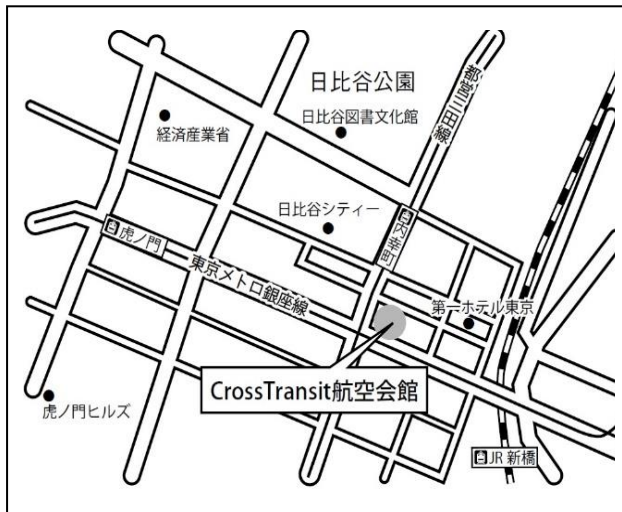 日比谷公園
日比谷図書文化館
都営三田線
経済産業省
日比谷シティー
内幸町
虎ノ門
東京メトロ銀座線
第一ホテル東京
CrossTransit航空会館
虎ノ門ヒルズ
JR 新橋